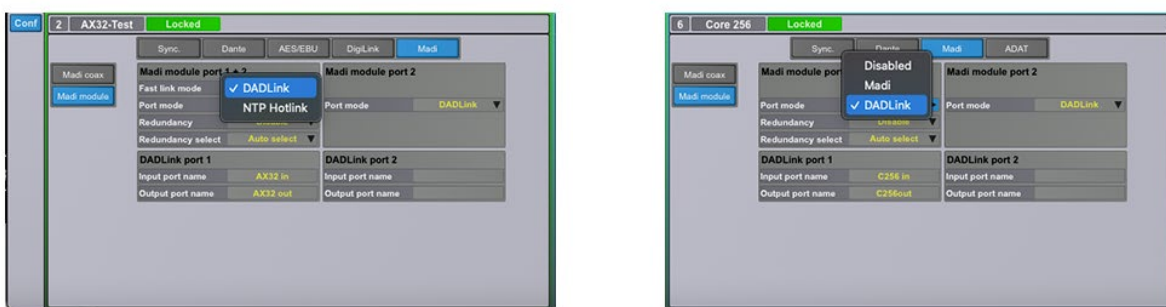 Conf
2 AX32-Test Locked
Sync. Dante AES/EBU DigiLink Madi
Madi coax
Madi module
Madi module port 1 + 2
Fast link mode
Port mode
Redundancy Disable
Redundancy select Auto select
✓ DADLink
NTP Hotlink
Madi module port 2
Port mode DADLink
DADLink port 1
Input port name AX32 in
Output port name AX32 out
DADLink port 2
Input port name
Output port name
6 Core 256 Locked
Sync. Dante Madi ADAT
Madi coax
Madi module
Madi module por
Port mode
Redundancy Disable
Redundancy select Auto select
Disabled
Madi
✓ DADLink
Madi module port 2
Port mode DADLink
DADLink port 1
Input port name C256 in
Output port name C256out
DADLink port 2
Input port name
Output port name